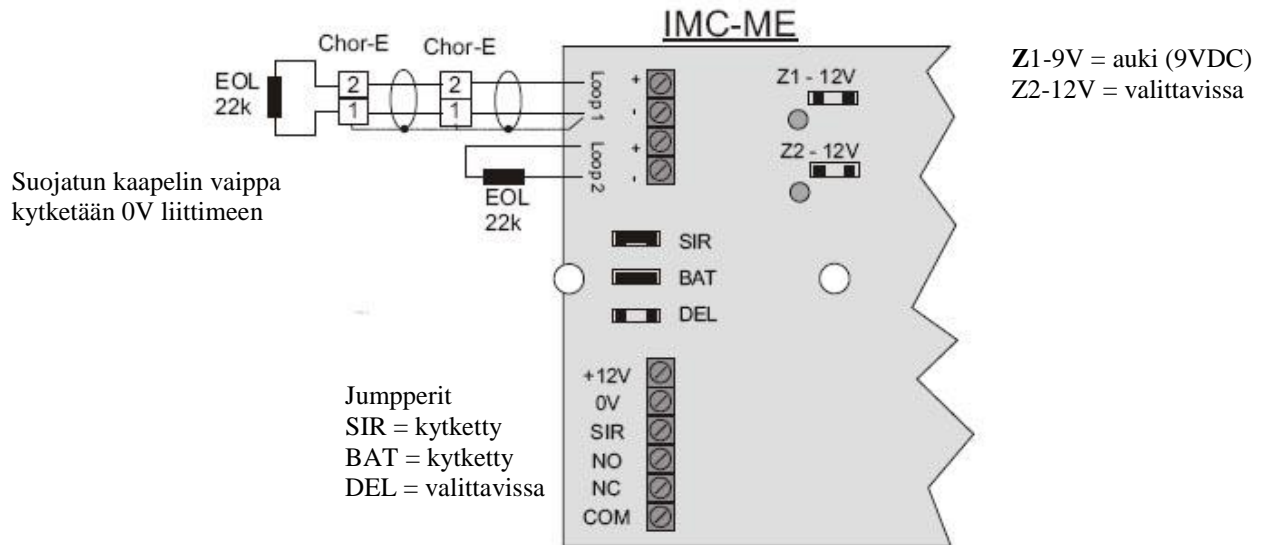 IMC-ME
Chor-E Chor-E
EOL
22k
2 2
1 1
Loop 1
+
-
Loop 2
+
-
EOL
22k
Z1 - 12V
Z2 - 12V
Z1-9V = auki (9VDC)
Z2-12V = valittavissa
Suojatun kaapelin vaippa
kytketään 0V liittimeen
SIR
BAT
DEL
Jumpperit
SIR = kytketty
BAT = kytketty
DEL = valittavissa
+12V
0V
SIR
NO
NC
COM